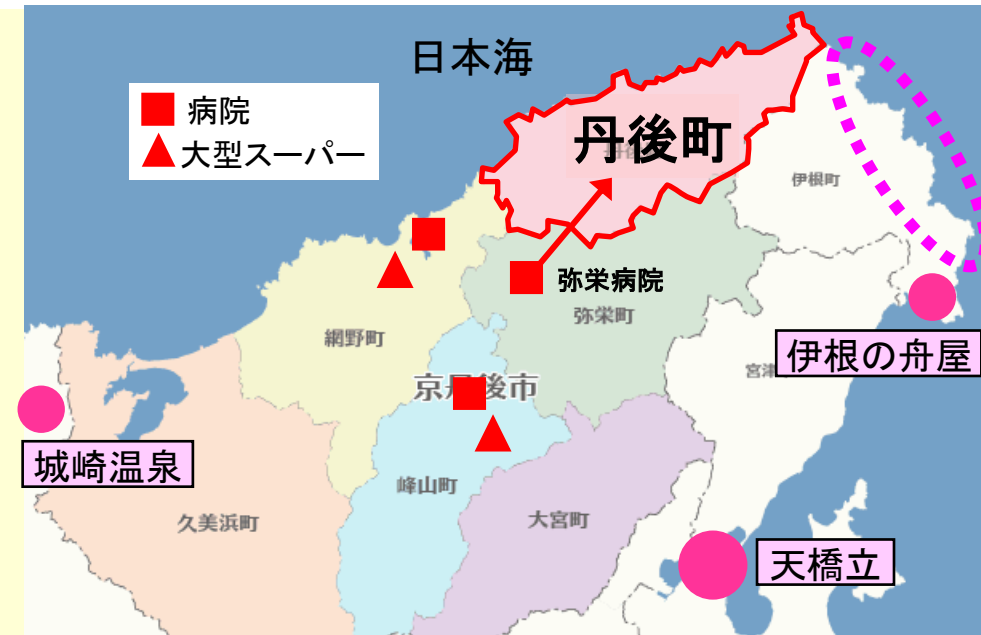 日本海
病院
大型スーパー
丹後町
伊根町
弥栄病院
弥栄町
網野町
伊根の舟屋
京丹後市
城崎温泉
峰山町
久美浜町
大宮町
天橋立